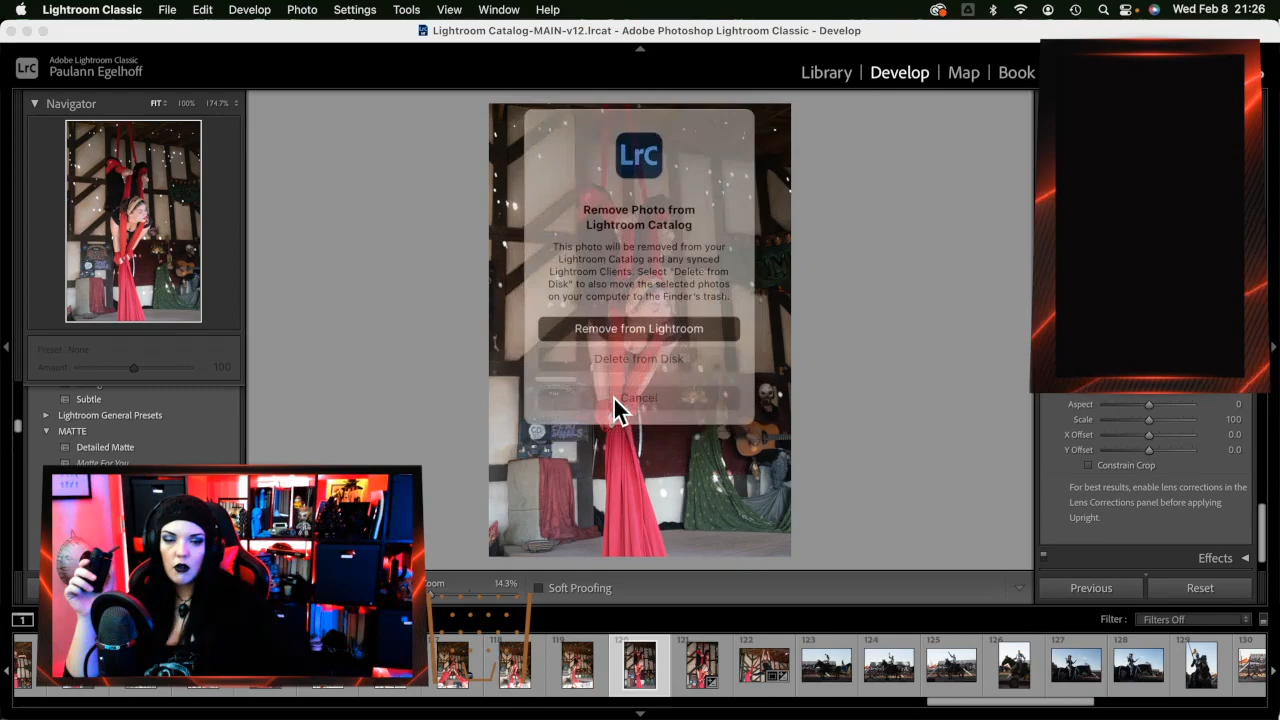 Lightroom Classic File Edit Develop Photo Settings Tools View Window Help Wed Feb 8 21:26
Lightroom Catalog-MAIN-v12.lrcat - Adobe Photoshop Lightroom Classic - Develop
LrC
Adobe Lightroom Classic
Paulann Egelhoff
Library | Develop | Map | Book
Navigator FIT 100% 174.7%
LrC
Remove Photo from
Lightroom Catalog
This photo will be removed from your
Lightroom Catalog and any synced
Lightroom Clients. Select "Delete from
Disk" to also move the selected photos
on your computer to the Finder's trash.
Remove from Lightroom
Delete from Disk
Cancel
Preset: None
Amount 100
Subtle
Lightroom General Presets
MATTE
Detailed Matte
Matte For You
Aspect 0
Scale 100
X Offset 0.0
Y Offset 0.0
Constrain Crop
For best results, enable lens corrections in the
Lens Corrections panel before applying
Upright.
Effects
Previous Reset
14.3% Soft Proofing
1
Filter : Filters Off
118 119 120 121 122 123 124 125 126 127 128 129 130